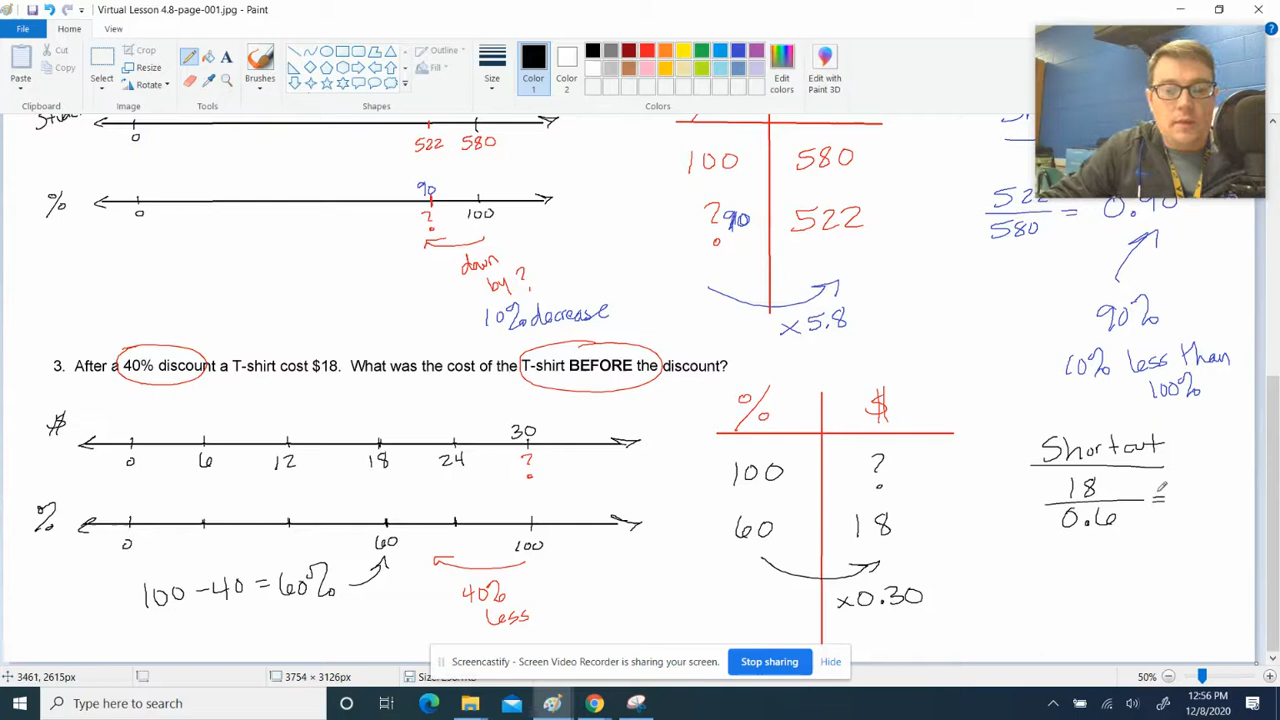 Virtual Lesson 4.8-page-001.jpg - Paint
File
Home
View
Paste
Cut
Copy
Clipboard
Select
Crop
Resize
Rotate
Image
Tools
Brushes
Shapes
Outline
Fill
Size
Color
1
Color
2
Edit
colors
Edit with
Paint 3D
Colors
0
522
580
%
90
0
?
100
down
by ?
10% decrease
100
580
?
90
522
x 5.8
522
580
= 0.90
90%
10% less than
100%
3. After a 40% discount a T-shirt cost $18. What was the cost of the T-shirt BEFORE the discount?
$
30
0
6
12
18
24
?
%
0
60
100
100 - 40 = 60%
40%
less
%
$
100
?
60
18
x0.30
Shortcut
18
0.6
=
Screencastify - Screen Video Recorder is sharing your screen.
Stop sharing
Hide
3461, 2615px
3754 × 3126px
50%
Type here to search
12:56 PM
12/8/2020